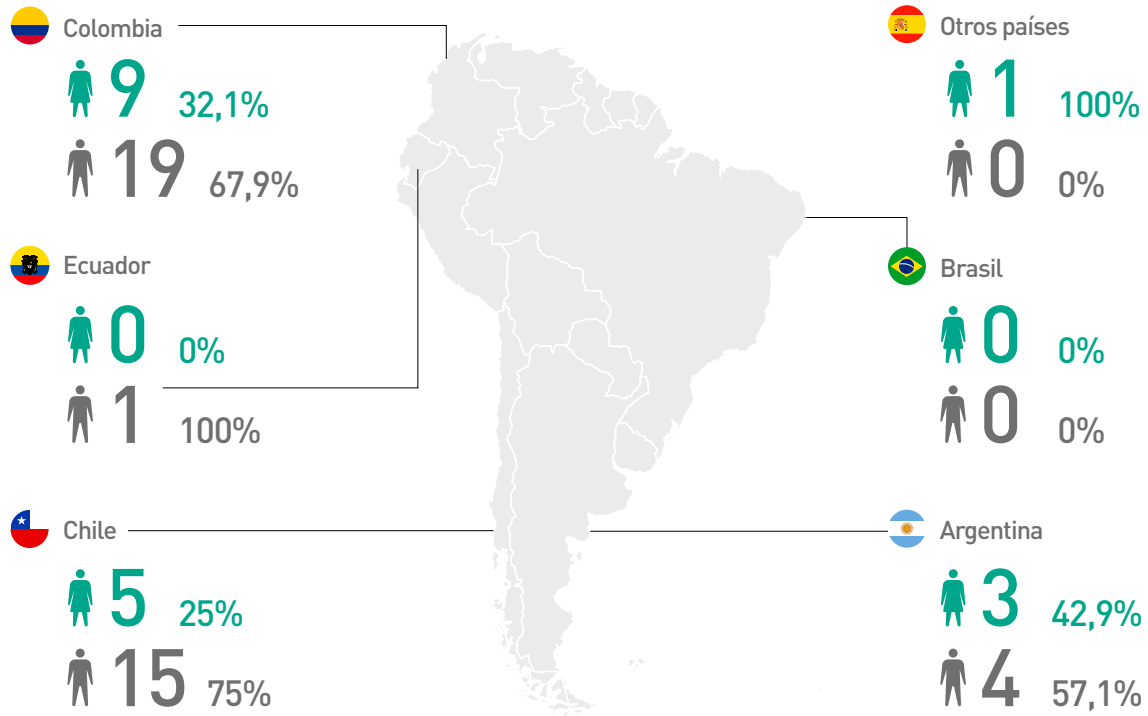 Colombia
9 32,1%
19 67,9%
Ecuador
0 0%
1 100%
Chile
5 25%
15 75%
Otros países
1 100%
0 0%
Brasil
0 0%
0 0%
Argentina
3 42,9%
4 57,1%